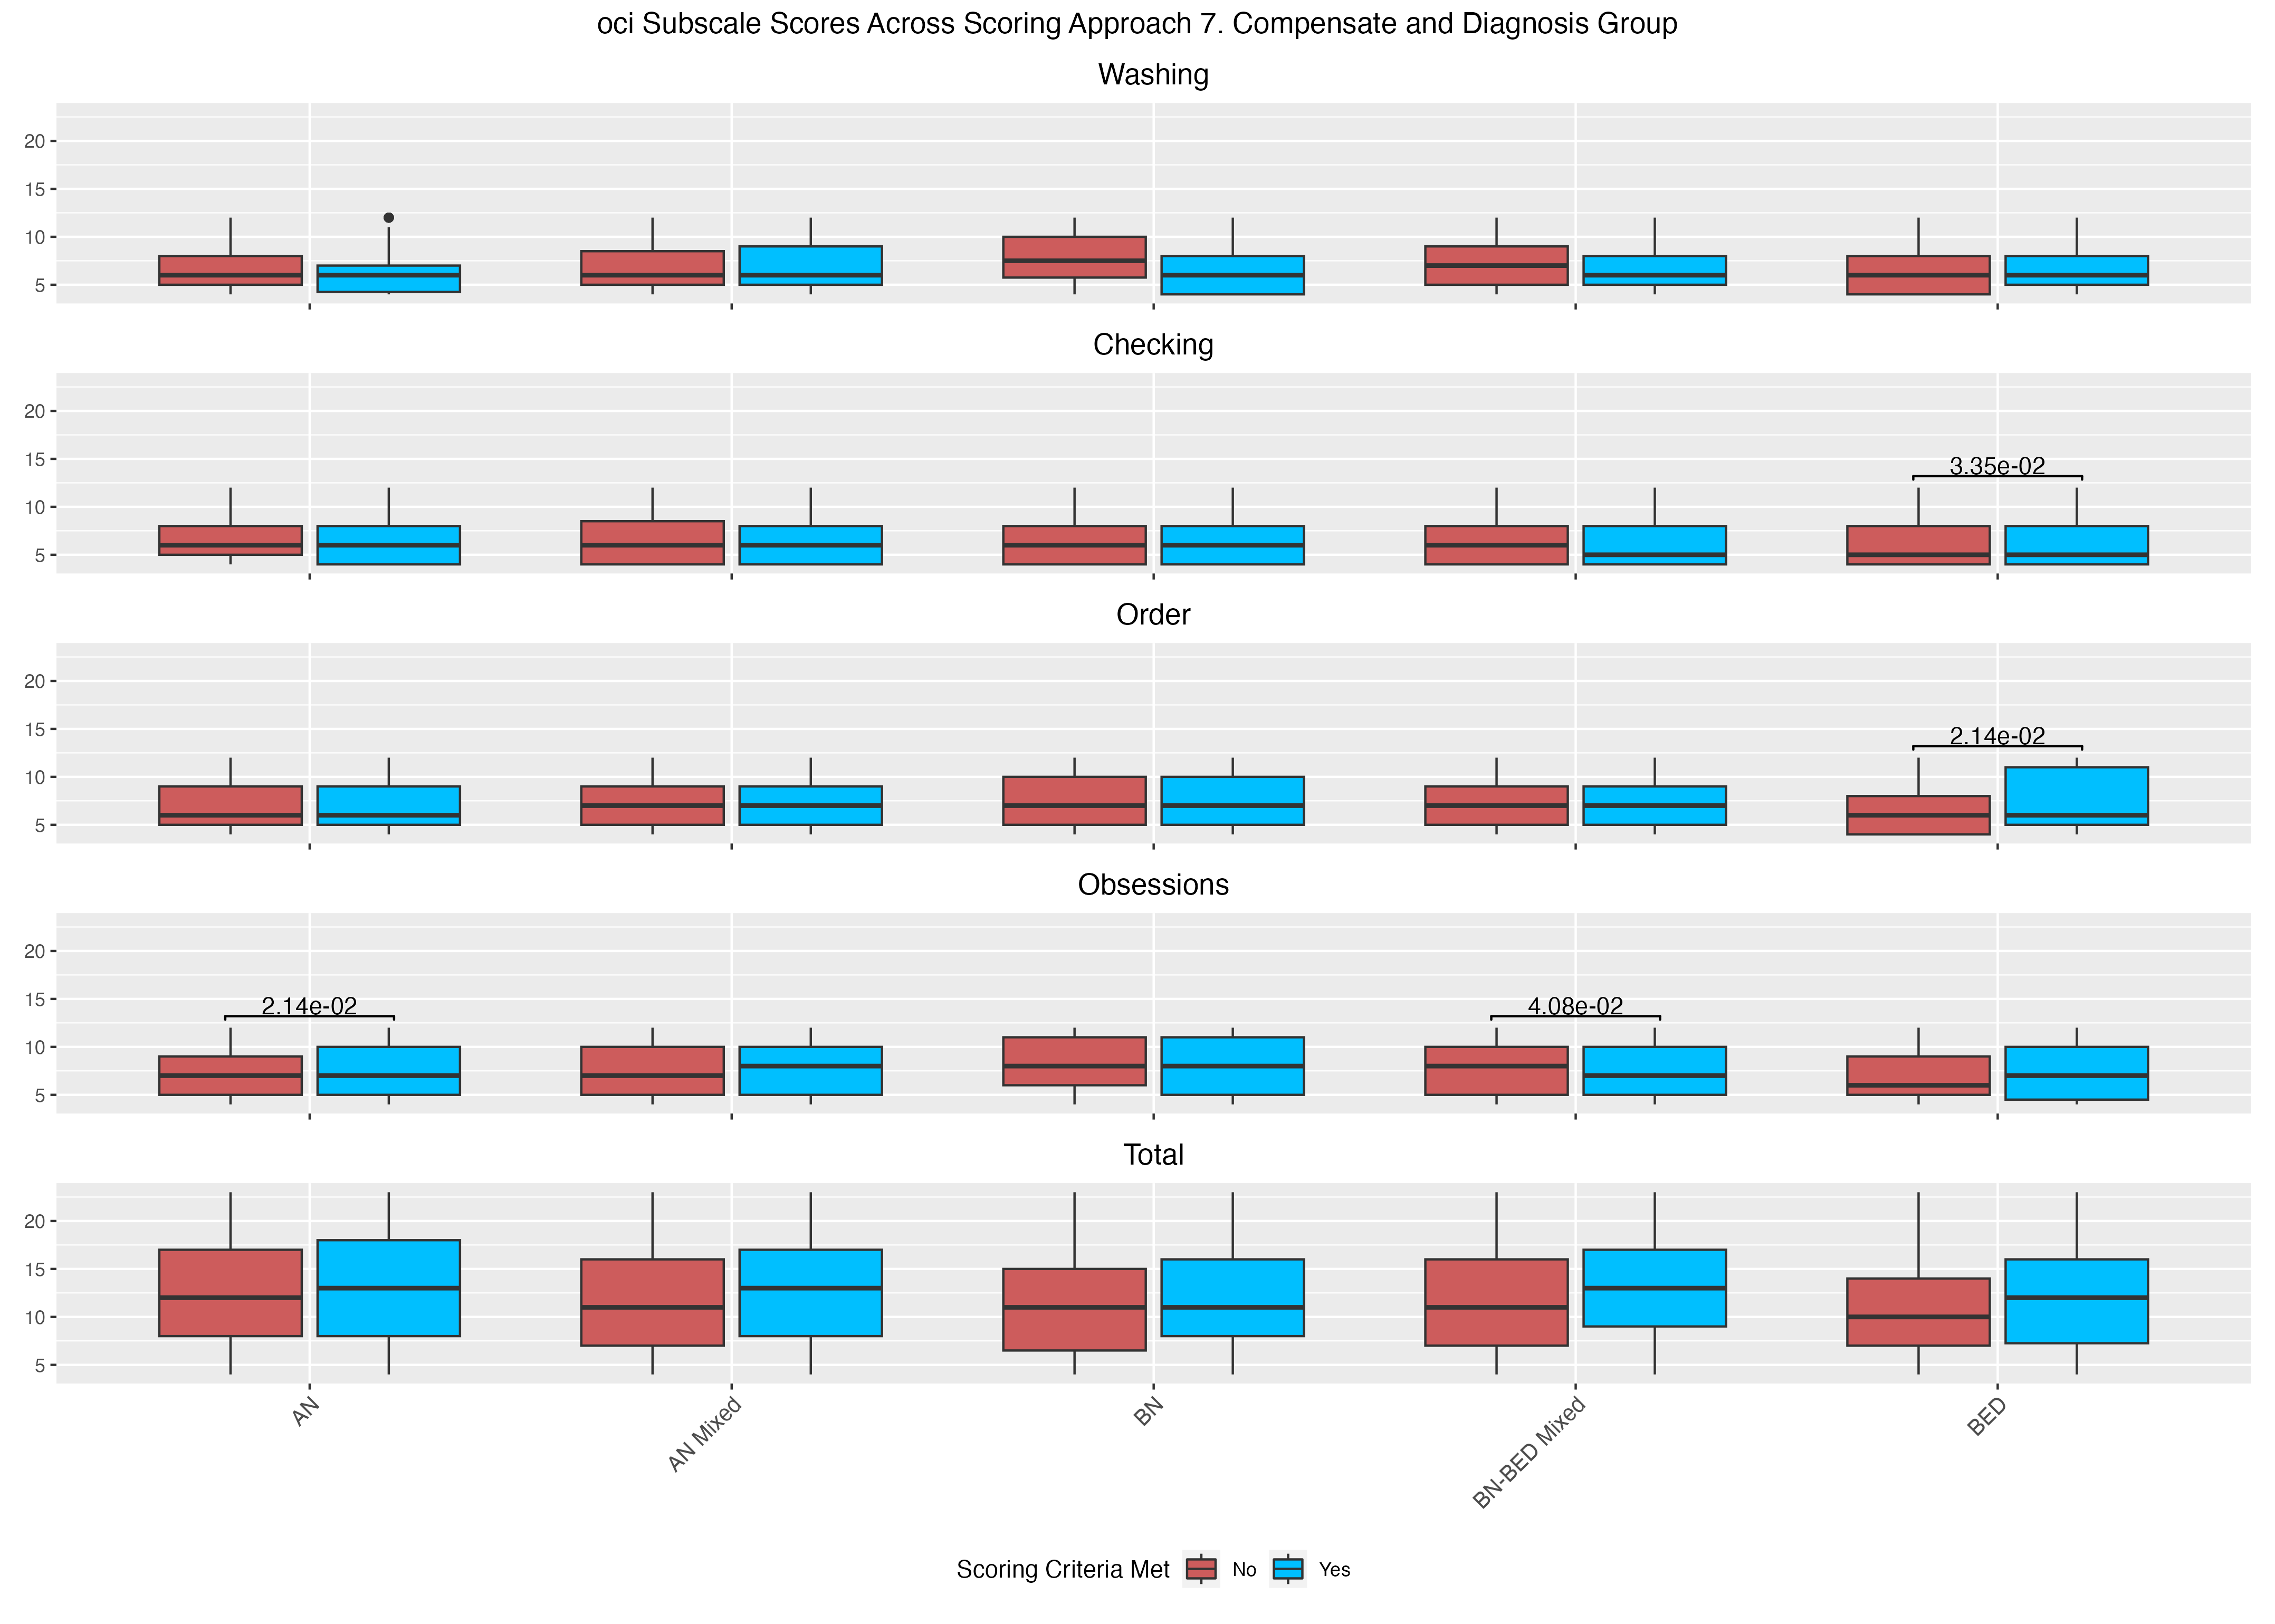 oci Subscale Scores Across Scoring Approach 7. Compensate and Diagnosis Group
Washing
20
15
10
5
Checking
20
15
10
5
3.35e-02
Order
20
15
10
5
2.14e-02
Obsessions
20
15
10
5
2.14e-02
4.08e-02
Total
20
15
10
5
AN
AN Mixed
BN
BN-BED Mixed
BED
Scoring Criteria Met No Yes